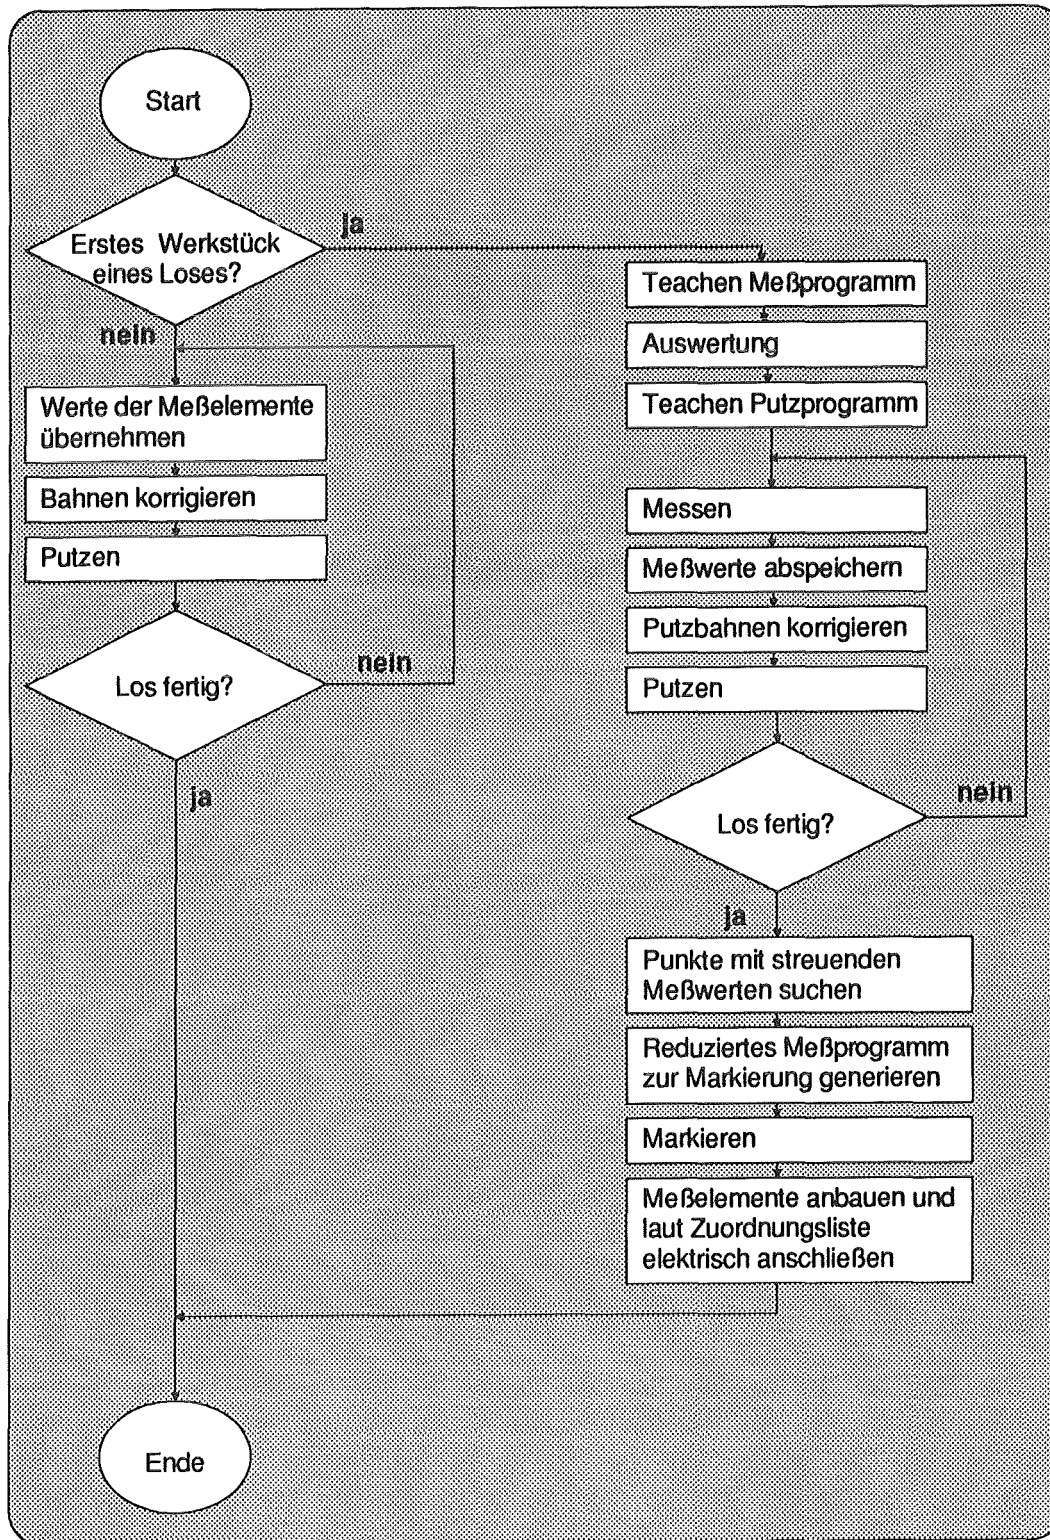 Start
Erstes Werkstück
eines Loses?
ja
nein
Werte der Meßelemente
übernehmen
Bahnen korrigieren
Putzen
Los fertig?
nein
ja
Teachen Meßprogramm
Auswertung
Teachen Putzprogramm
Messen
Meßwerte abspeichern
Putzbahnen korrigieren
Putzen
Los fertig?
nein
ja
Punkte mit streuenden
Meßwerten suchen
Reduziertes Meßprogramm
zur Markierung generieren
Markieren
Meßelemente anbauen und
laut Zuordnungsliste
elektrisch anschließen
Ende